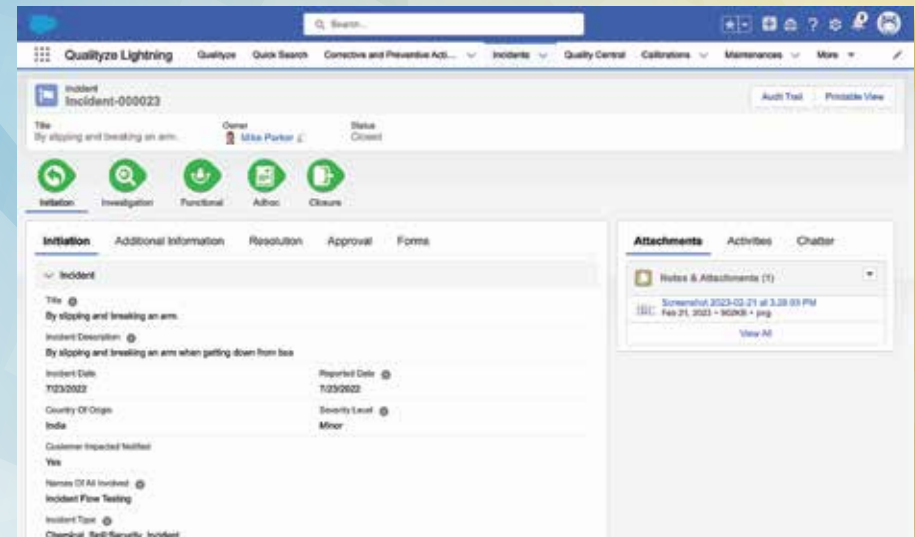 Search...
Qualityze Lightning Qualityze Quick Search Corrective and Preventive Acti... Incidents Quality Central Calibrations Maintenances More
Incident
Incident-000023
Audit Trail Printable View
Title Owner Status
By slipping and breaking an arm. Mike Parker Closed
Initiation Investigation Functional Adhoc Closure
Initiation Additional Information Resolution Approval Forms
Attachments Activities Chatter
Incident
Notes & Attachments (1)
Title
By slipping and breaking an arm.
Screenshot 2023-02-21 at 3.28.93 PM
Feb 21, 2023 • 902KB • png
View All
Incident Description
By slipping and breaking an arm when getting down from bus
Incident Date Reported Date
7/23/2022 7/23/2022
Country Of Origin Severity Level
India Minor
Customer Impacted Notified
Yes
Names Of All Involved
Incident Flow Testing
Incident Type
Chemical, Spill/Security, Incident